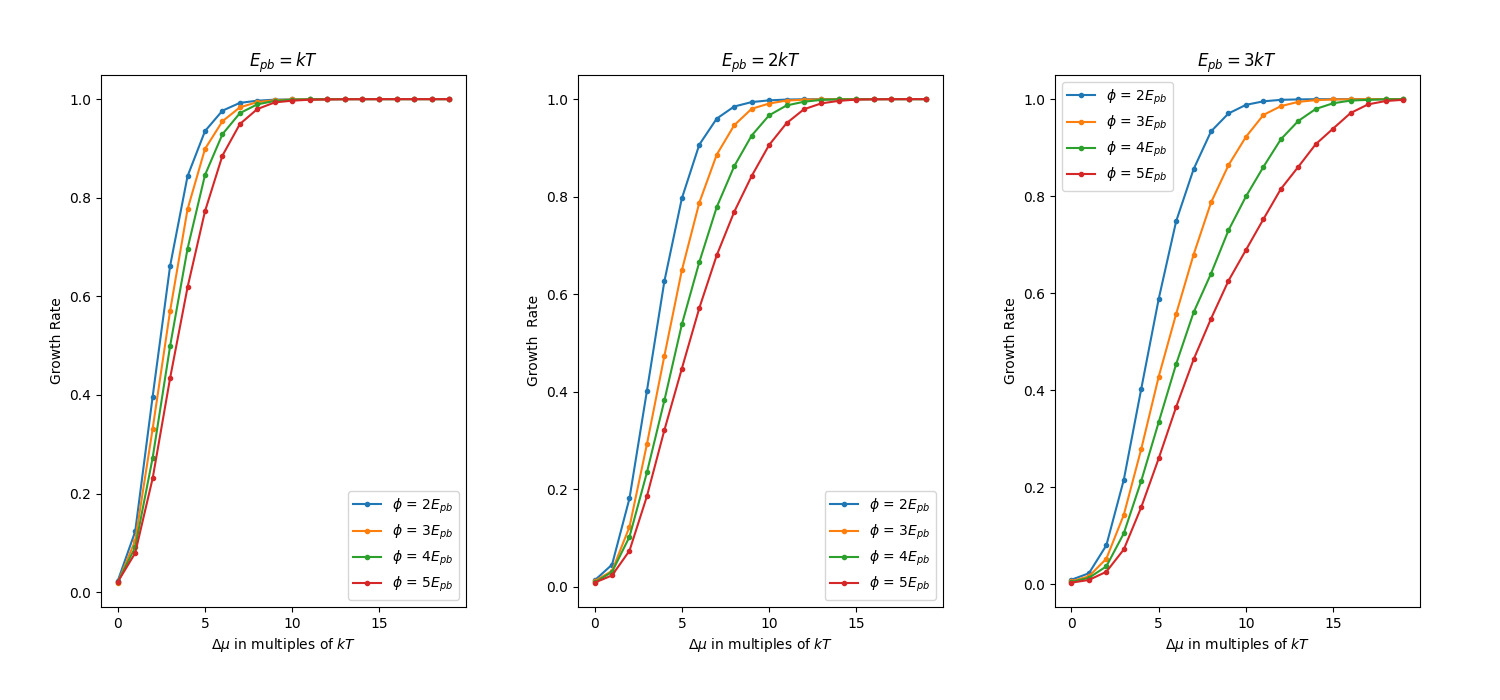 E_pb = kT
1.0
0.8
0.6
0.4
0.2
0.0
Growth Rate
0 5 10 15
Δμ in multiples of kT
ϕ = 2E_pb
ϕ = 3E_pb
ϕ = 4E_pb
ϕ = 5E_pb
E_pb = 2kT
1.0
0.8
0.6
0.4
0.2
0.0
Growth  Rate
0 5 10 15
Δμ in multiples of kT
ϕ = 2E_pb
ϕ = 3E_pb
ϕ = 4E_pb
ϕ = 5E_pb
E_pb = 3kT
ϕ = 2E_pb
ϕ = 3E_pb
ϕ = 4E_pb
ϕ = 5E_pb
1.0
0.8
0.6
0.4
0.2
0.0
Growth Rate
0 5 10 15
Δμ in multiples of kT